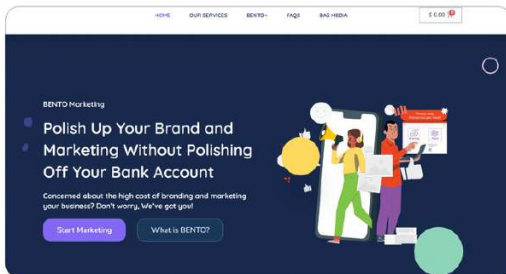 HOME OUR SERVICES BENTO+ FAQS BAG MEDIA $ 0.00
BENTO Marketing
Polish Up Your Brand and
Marketing Without Polishing
Off Your Bank Account
Concerned about the high cost of branding and marketing
your business? Don't worry, We've got you!
Start Marketing What is BENTO?